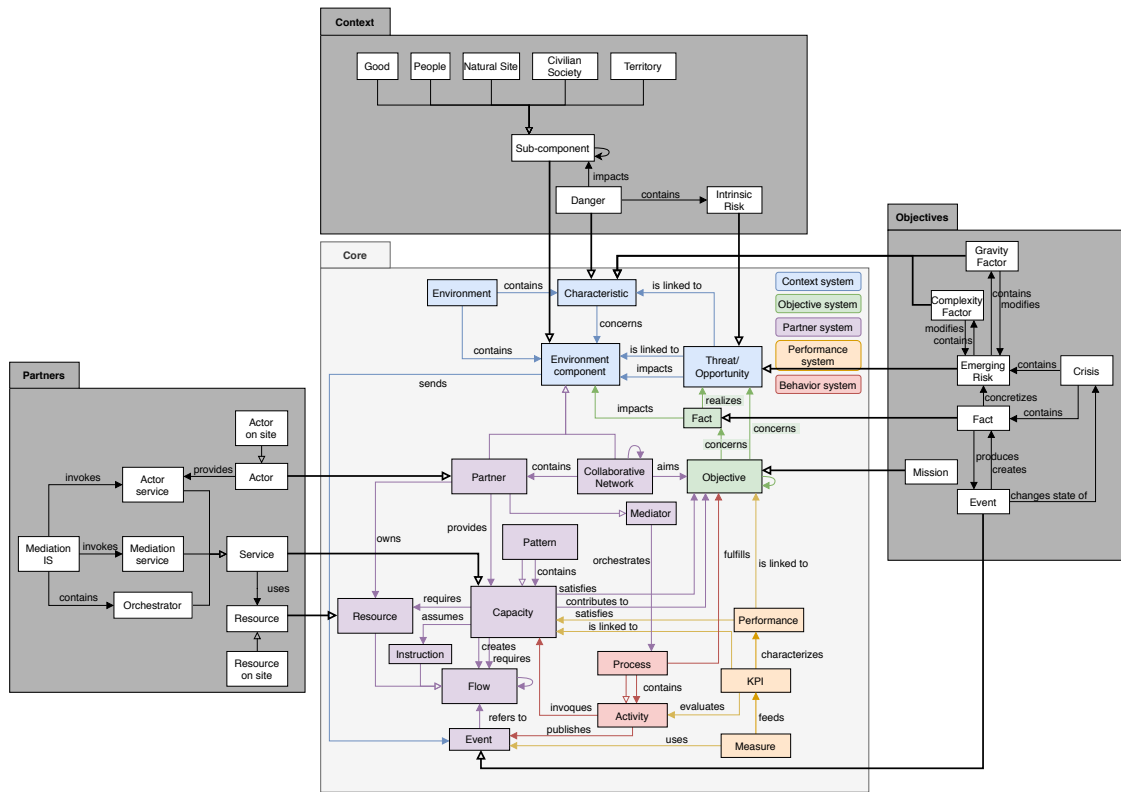 Context
Good
People
Natural Site
Civilian
Society
Territory
Sub-component
impacts
Danger
contains
Intrinsic
Risk
Objectives
Gravity
Factor
contains
modifies
Complexity
Factor
modifies
contains
Emerging
Risk
contains
Crisis
concretizes
Fact
contains
produces
creates
Mission
Event
changes state of
Core
Environment
contains
Characteristic
is linked to
Context system
Objective system
Partner system
Performance
system
Behavior system
concerns
contains
Environment
component
is linked to
impacts
Threat/
Opportunity
sends
realizes
impacts
Fact
concerns
concerns
Partner
contains
Collaborative
Network
aims
Objective
Mediator
provides
owns
Pattern
orchestrates
fulfills
contains
is linked to
satisfies
Capacity
contributes to
requires
satisfies
Performance
Resource
assumes
is linked to
Instruction
creates
requires
characterizes
Process
Flow
contains
KPI
invoques
Activity
evaluates
feeds
refers to
publishes
Event
uses
Measure
Partners
Actor
on site
provides
invokes
Actor
service
Actor
Mediation
IS
invokes
Mediation
service
Service
uses
contains
Orchestrator
Resource
Resource
on site